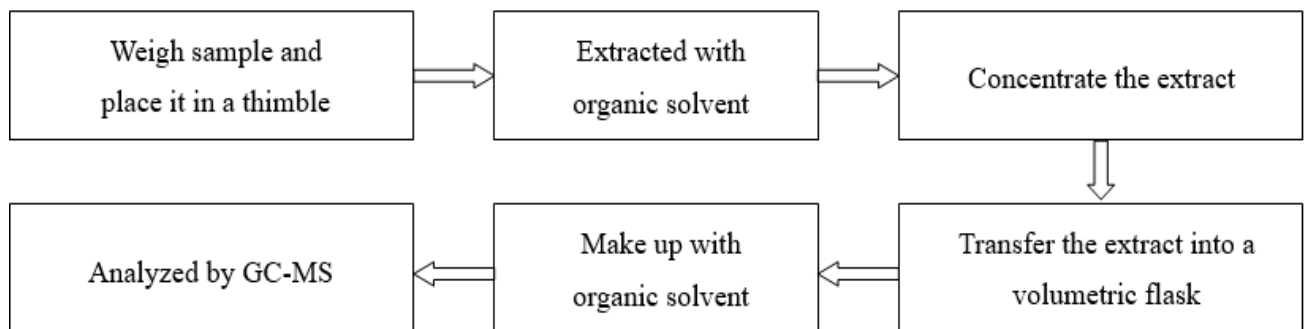 Weigh sample and
place it in a thimble
Extracted with
organic solvent
Concentrate the extract
Transfer the extract into a
volumetric flask
Make up with
organic solvent
Analyzed by GC-MS